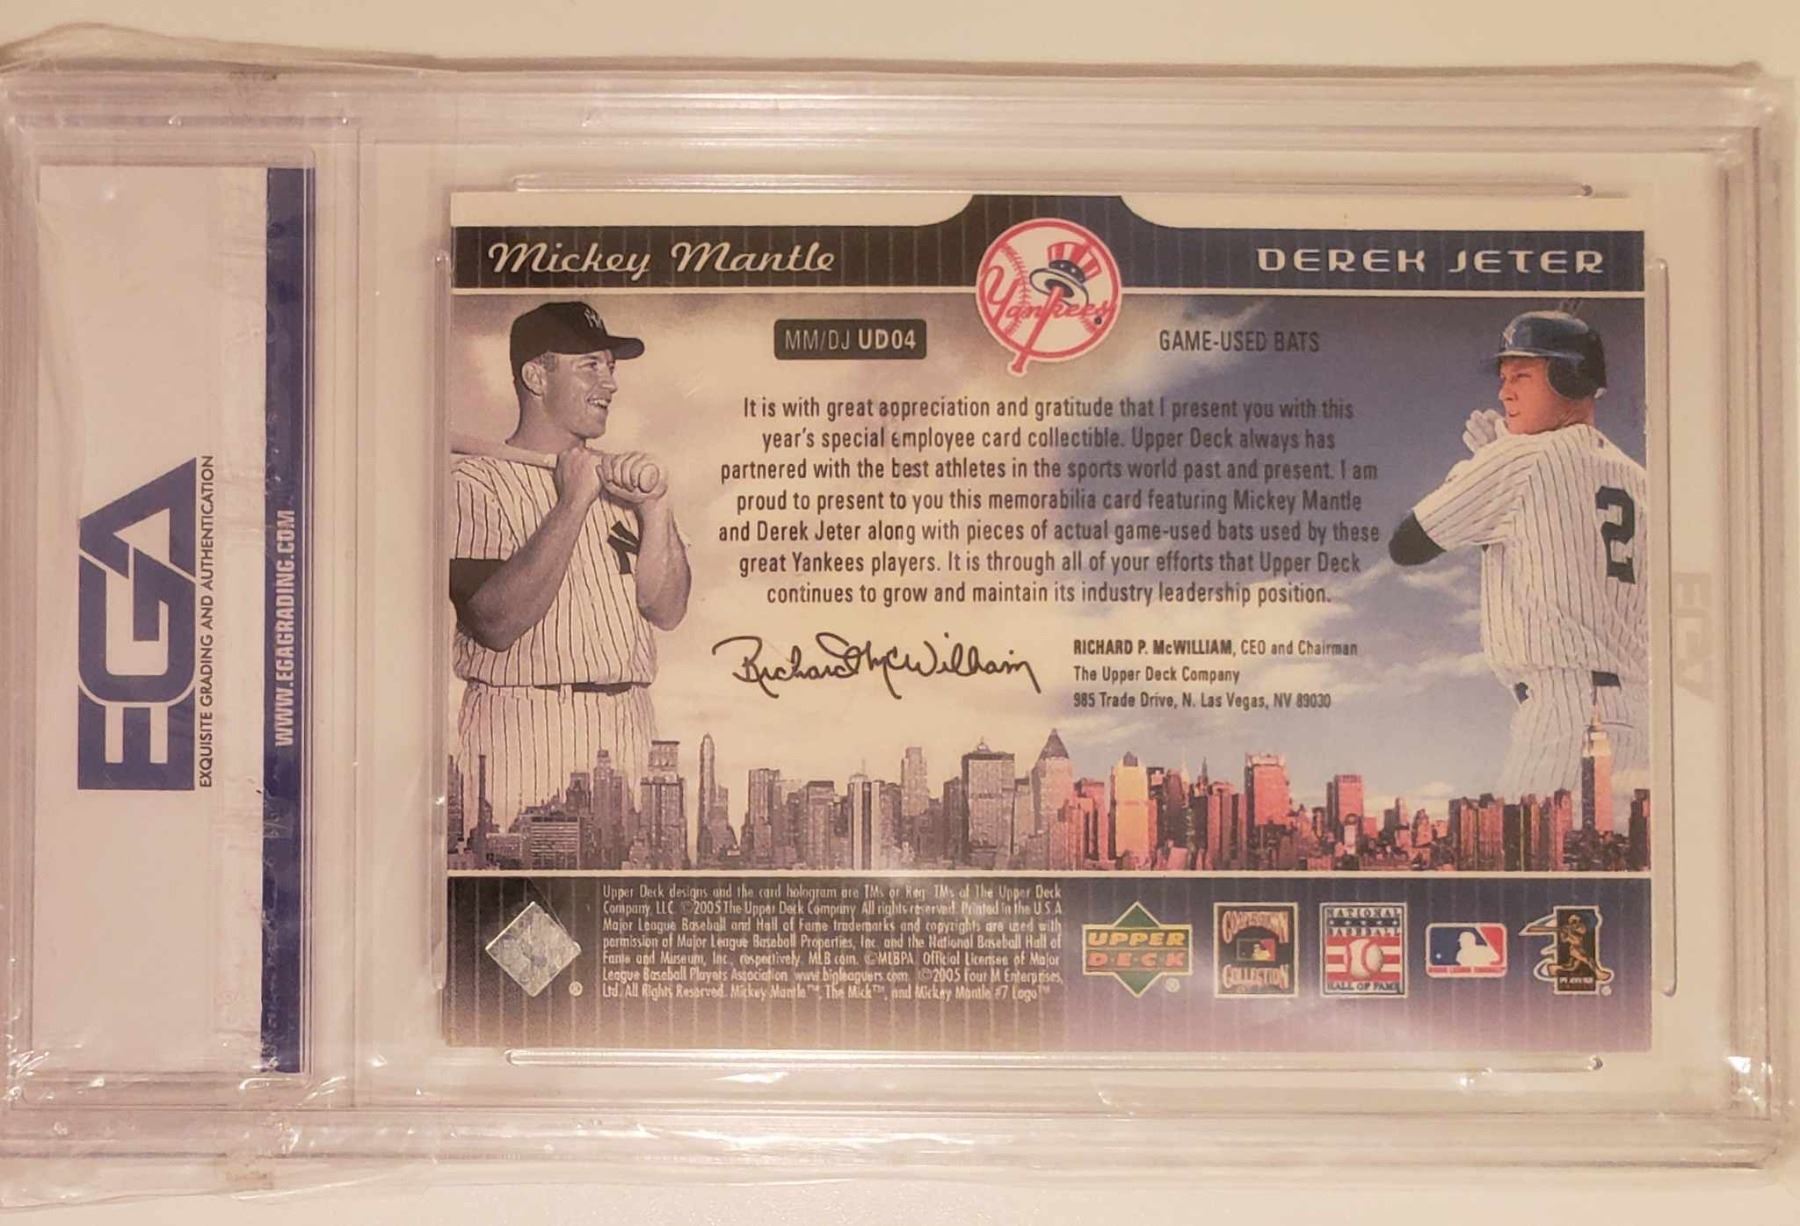 EGA
EXQUISITE GRADING AND AUTHENTICATION
WWW.EGAGRADING.COM
Mickey Mantle
Yankees
DEREK JETER
MM/DJ UD04
GAME-USED BATS
NY
N
2
It is with great appreciation and gratitude that I present you with this
year's special employee card collectible. Upper Deck always has
partnered with the best athletes in the sports world past and present. I am
proud to present to you this memorabilia card featuring Mickey Mantle
and Derek Jeter along with pieces of actual game-used bats used by these
great Yankees players. It is through all of your efforts that Upper Deck
continues to grow and maintain its industry leadership position.
Richard McWilliam
RICHARD P. McWILLIAM, CEO and Chairman
The Upper Deck Company
985 Trade Drive, N. Las Vegas, NV 89030
Upper Deck designs and the card hologram are TMs or Reg. TMs of The Upper Deck
Company, LLC. ©2005 The Upper Deck Company. All rights reserved. Printed in the U.S.A.
Major League Baseball and Hall of Fame trademarks and copyrights are used with
permission of Major League Baseball Properties, Inc. and the National Baseball Hall of
Fame and Museum, Inc., respectively. MLB.com. ©MLBPA. Official Licensee of Major
League Baseball Players Association. www.bigleaguers.com. ©2005 Four M Enterprises,
Ltd. All Rights Reserved. Mickey Mantle™, The Mick™, and Mickey Mantle #7 Logo™
®
UPPER
DECK
®
COOPERSTOWN
COLLECTION
NATIONAL
BASEBALL
HALL OF FAME
PLAYERS
®
EGA